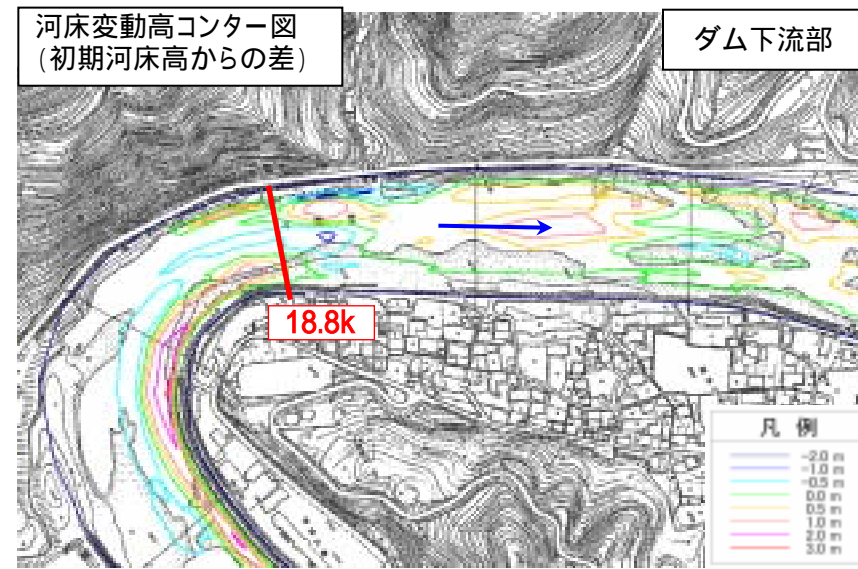 河床変動高コンター図
(初期河床高からの差)
ダム下流部
18.8k
凡 例
-2.0 m
-1.0 m
-0.5 m
0.0 m
0.5 m
1.0 m
2.0 m
3.0 m